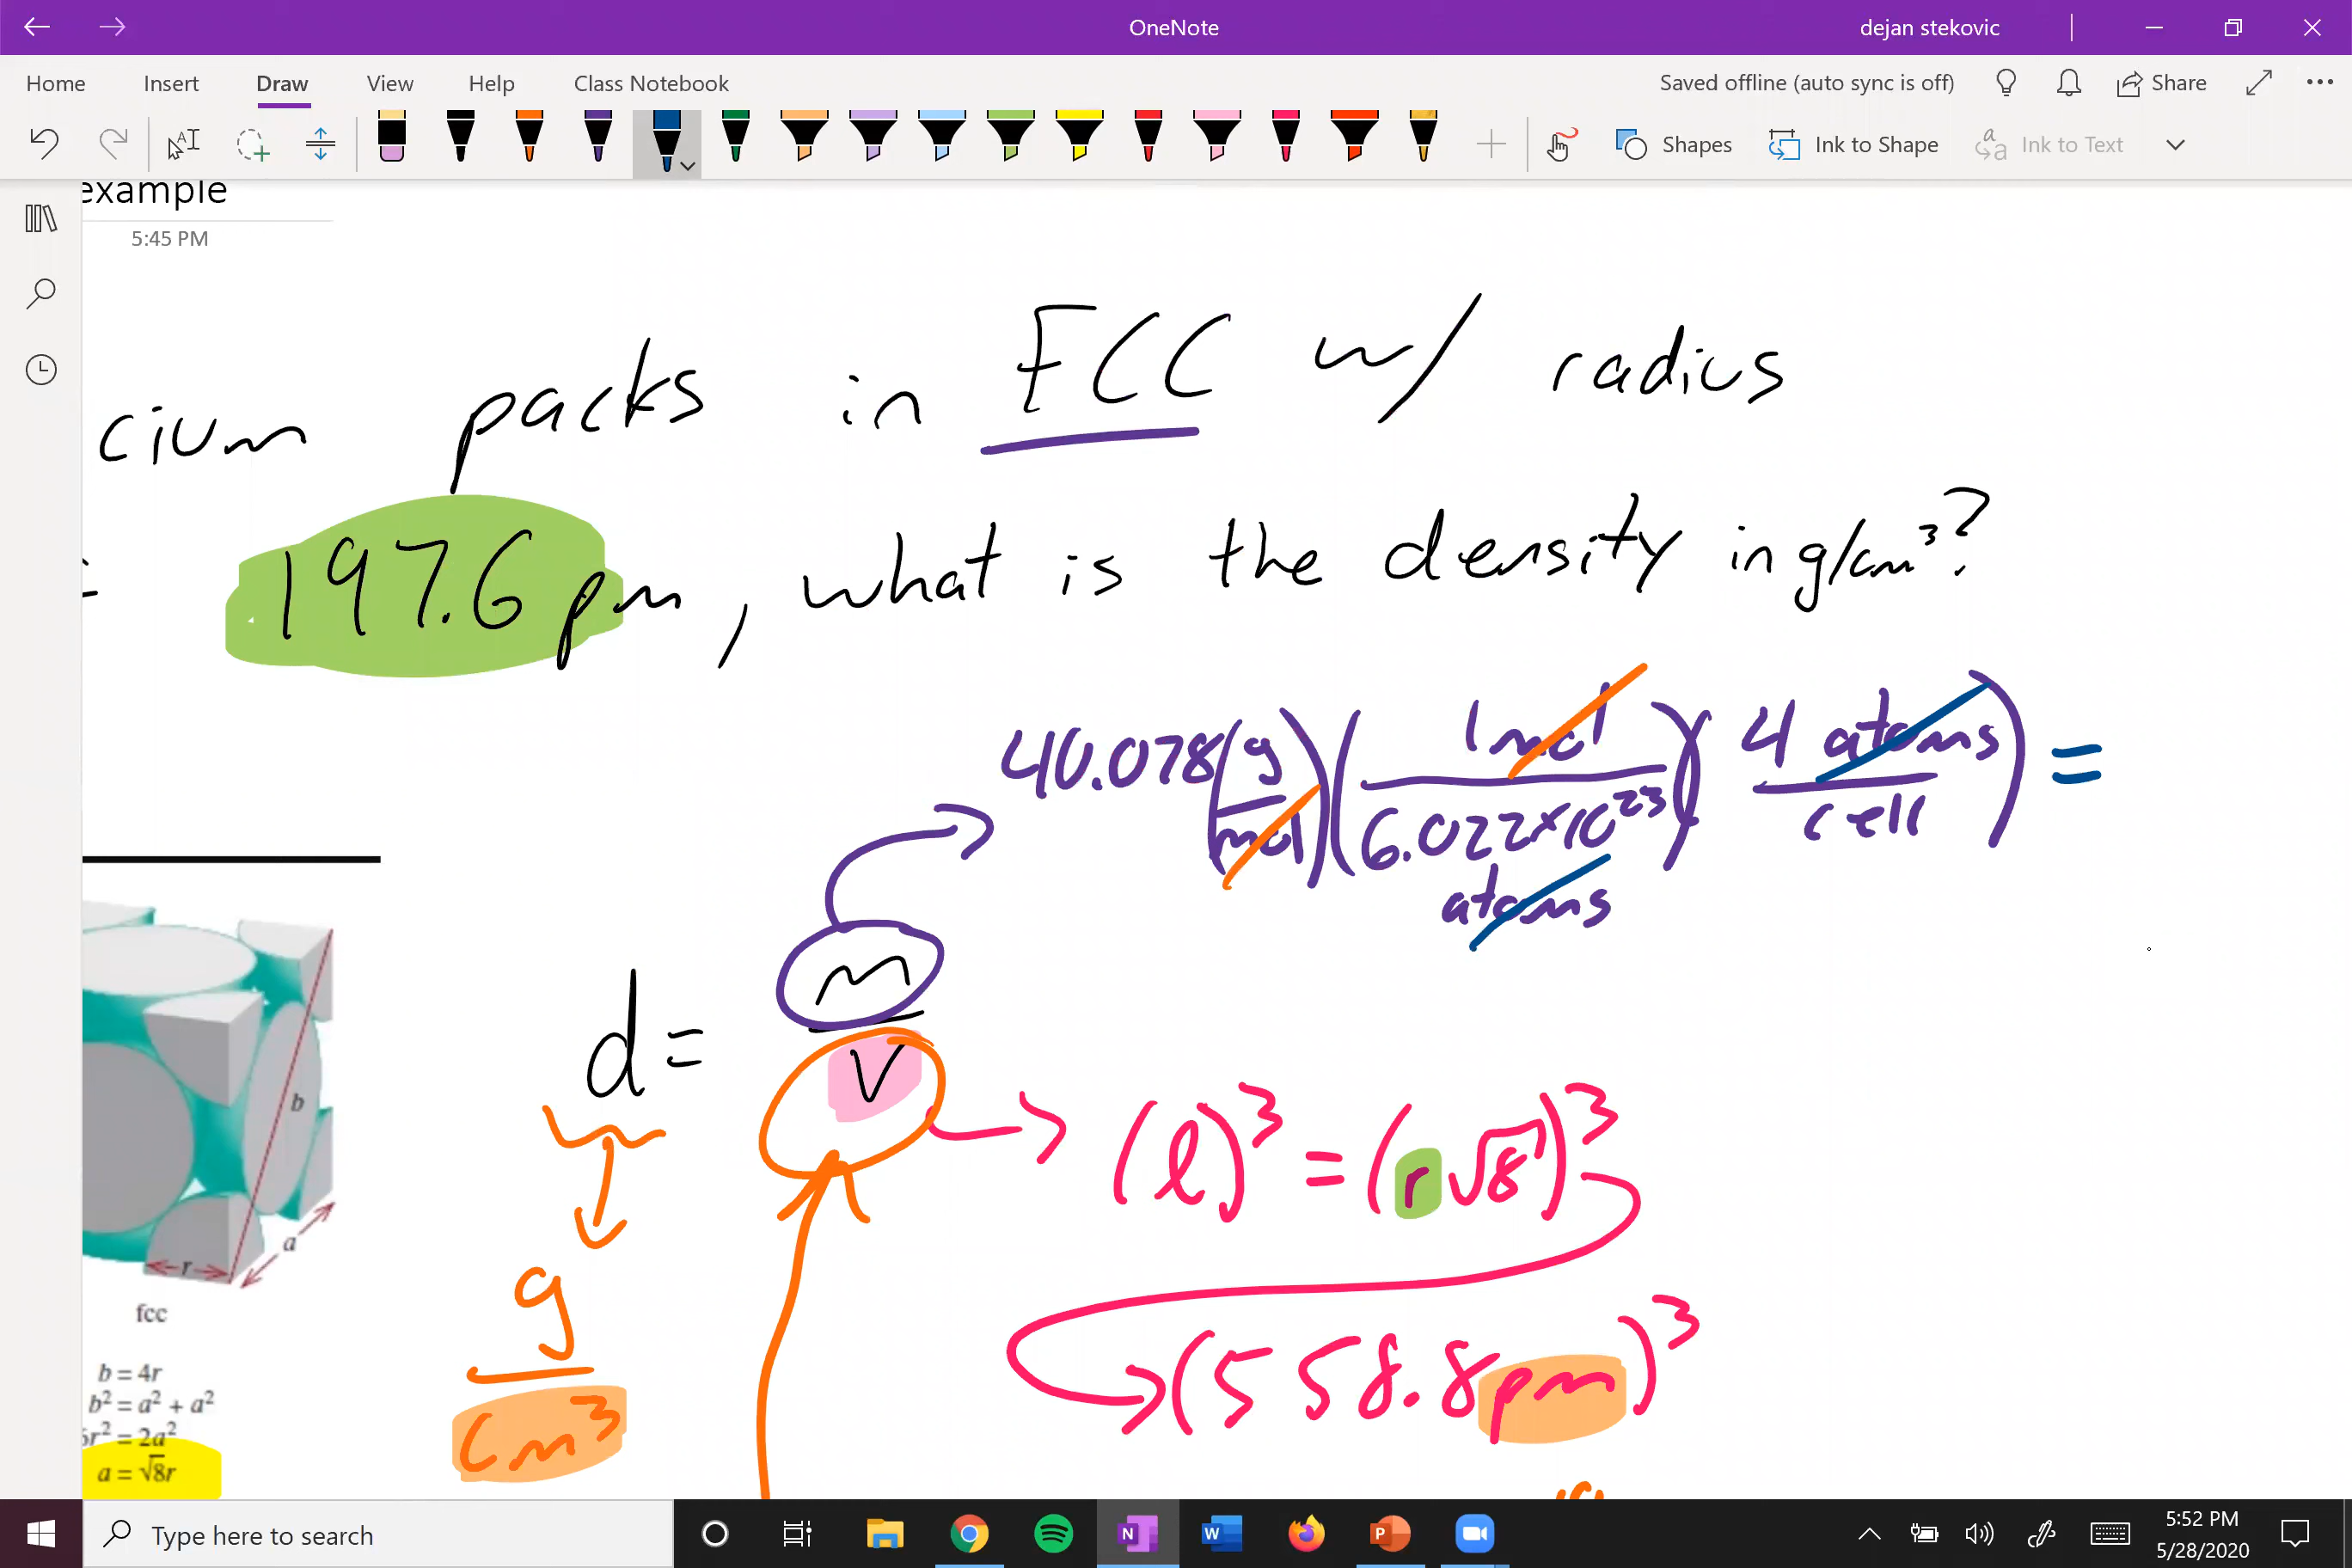 OneNote
dejan stekovic
Home Insert Draw View Help Class Notebook
Saved offline (auto sync is off) Share
Shapes Ink to Shape Ink to Text
example
5:45 PM
cium packs in FCC w/ radius
197.6 pm, what is the density in g/cm³?
40.078 (g/mol) (1 mol / 6.022×10²³ atoms) (4 atoms / cell) =
d = m / V
(l)³ = (r√8)³
(558.8pm)³
g / cm³
b
a
r
fcc
b = 4r
b² = a² + a²
r² = 2a²
a = √8r
Type here to search
5:52 PM
5/28/2020